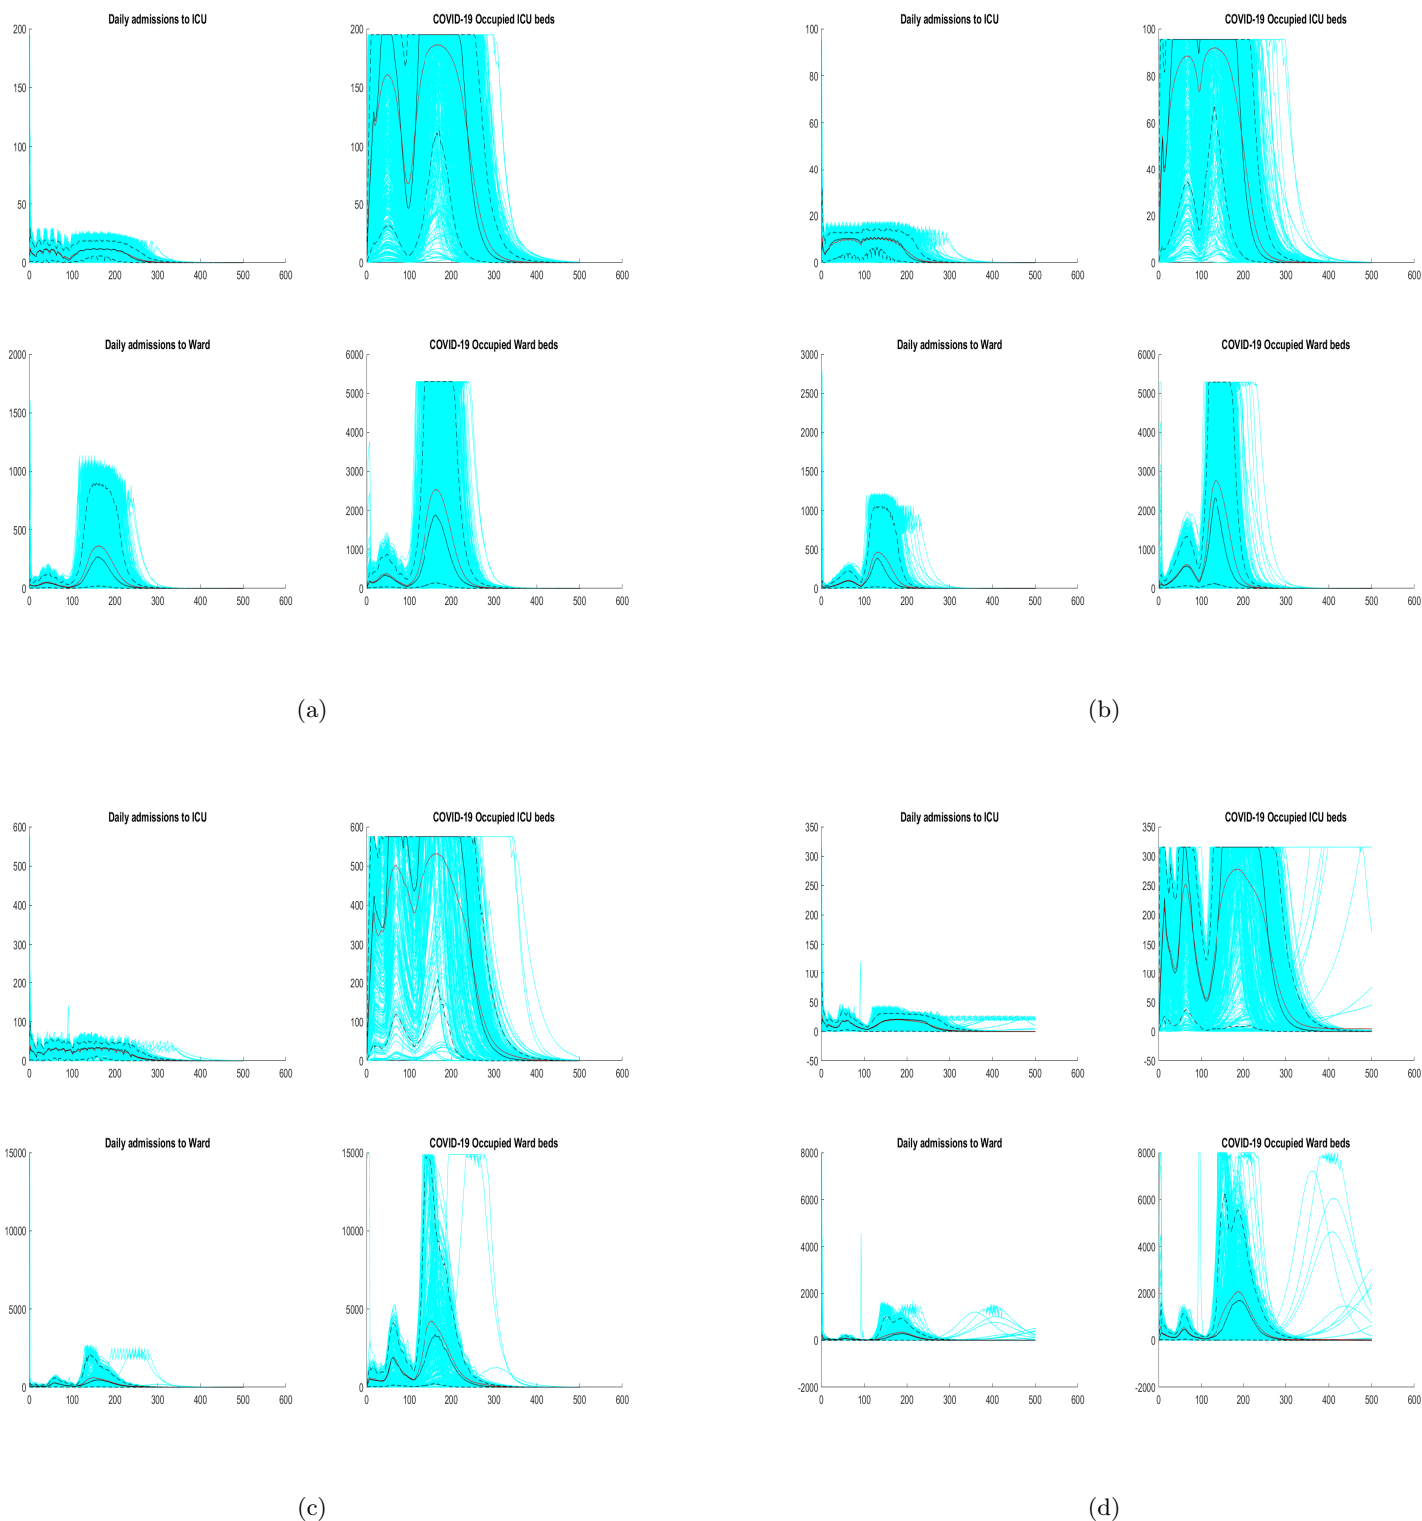 Daily admissions to ICU
200
150
100
50
0
0 100 200 300 400 500 600
COVID-19 Occupied ICU beds
200
150
100
50
0
0 100 200 300 400 500 600
Daily admissions to Ward
2000
1500
1000
500
0
0 100 200 300 400 500 600
COVID-19 Occupied Ward beds
6000
5000
4000
3000
2000
1000
0
0 100 200 300 400 500 600
(a)
Daily admissions to ICU
100
80
60
40
20
0
0 100 200 300 400 500 600
COVID-19 Occupied ICU beds
100
80
60
40
20
0
0 100 200 300 400 500 600
Daily admissions to Ward
3000
2500
2000
1500
1000
500
0
0 100 200 300 400 500 600
COVID-19 Occupied Ward beds
6000
5000
4000
3000
2000
1000
0
0 100 200 300 400 500 600
(b)
Daily admissions to ICU
600
500
400
300
200
100
0
0 100 200 300 400 500 600
COVID-19 Occupied ICU beds
600
500
400
300
200
100
0
0 100 200 300 400 500 600
Daily admissions to Ward
15000
10000
5000
0
0 100 200 300 400 500 600
COVID-19 Occupied Ward beds
15000
10000
5000
0
0 100 200 300 400 500 600
(c)
Daily admissions to ICU
350
300
250
200
150
100
50
0
-50
0 100 200 300 400 500 600
COVID-19 Occupied ICU beds
350
300
250
200
150
100
50
0
-50
0 100 200 300 400 500 600
Daily admissions to Ward
8000
6000
4000
2000
0
-2000
0 100 200 300 400 500 600
COVID-19 Occupied Ward beds
8000
6000
4000
2000
0
-2000
0 100 200 300 400 500 600
(d)